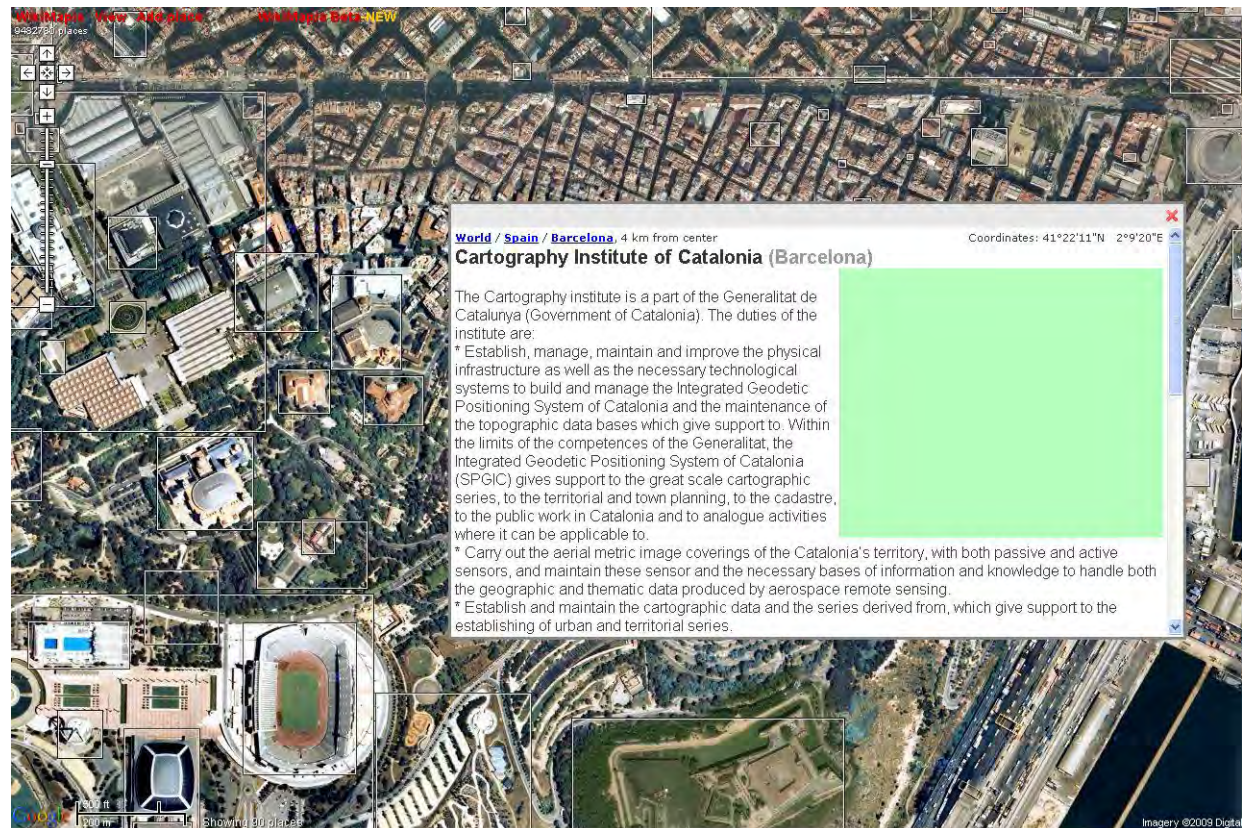 WikiMapia View Add place WikiMapia Beta-NEW
9482780 places
World / Spain / Barcelona, 4 km from center Coordinates: 41°22'11"N 2°9'20"E
Cartography Institute of Catalonia (Barcelona)
The Cartography institute is a part of the Generalitat de
Catalunya (Government of Catalonia). The duties of the
institute are:
* Establish, manage, maintain and improve the physical
infrastructure as well as the necessary technological
systems to build and manage the Integrated Geodetic
Positioning System of Catalonia and the maintenance of
the topographic data bases which give support to. Within
the limits of the competences of the Generalitat, the
Integrated Geodetic Positioning System of Catalonia
(SPGIC) gives support to the great scale cartographic
series, to the territorial and town planning, to the cadastre,
to the public work in Catalonia and to analogue activities
where it can be applicable to.
* Carry out the aerial metric image coverings of the Catalonia's territory, with both passive and active
sensors, and maintain these sensor and the necessary bases of information and knowledge to handle both
the geographic and thematic data produced by aerospace remote sensing.
* Establish and maintain the cartographic data and the series derived from, which give support to the
establishing of urban and territorial series.
500 ft
Google
200 m
Showing 90 places
Imagery ©2009 Digital